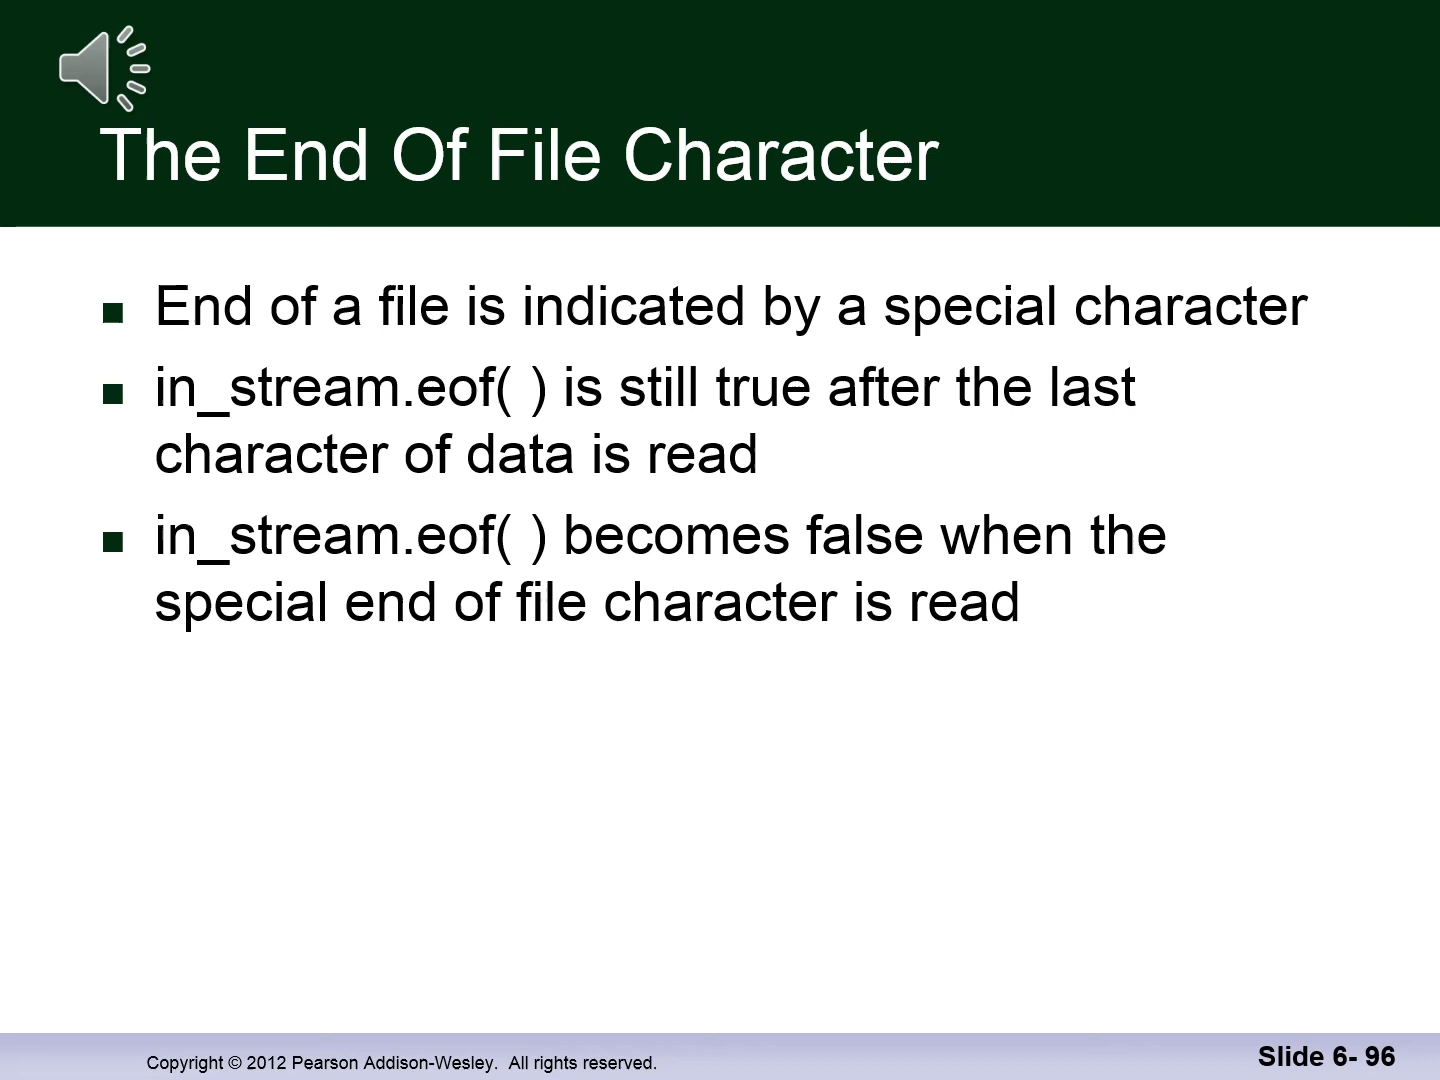 The End Of File Character
End of a file is indicated by a special character
in_stream.eof( ) is still true after the last
character of data is read
in_stream.eof( ) becomes false when the
special end of file character is read
Copyright © 2012 Pearson Addison-Wesley.  All rights reserved.
Slide 6- 96